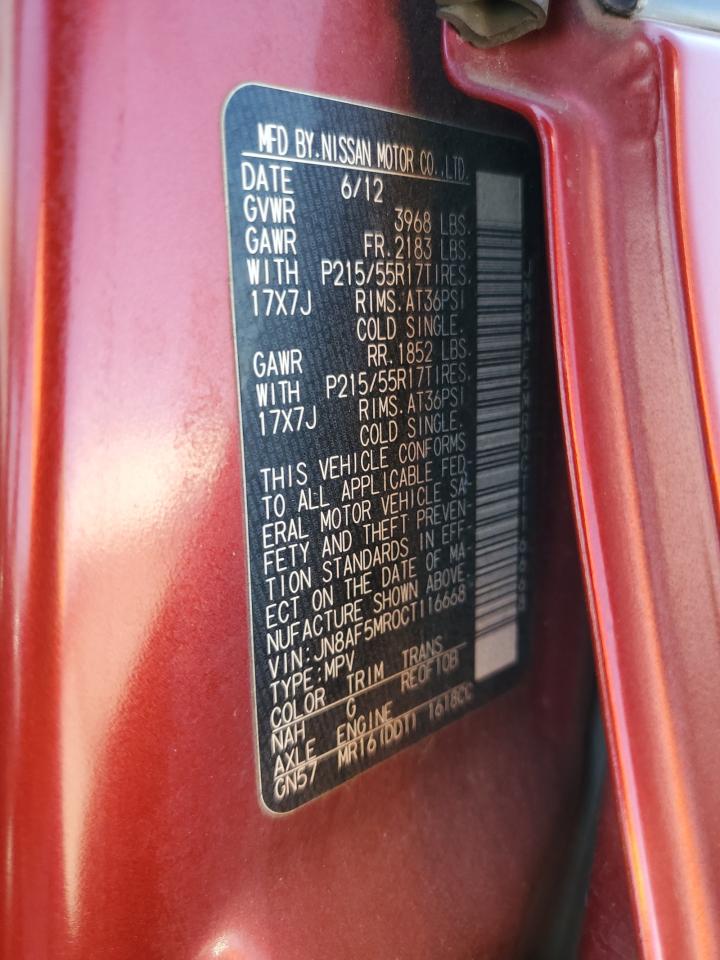 MFD BY.NISSAN MOTOR CO.,LTD.
DATE 6/12
GVWR 3968 LBS.
GAWR FR.2183 LBS.
WITH P215/55R17TIRES.
17X7J RIMS.AT36PSI
COLD SINGLE.
GAWR RR.1852 LBS.
WITH P215/55R17TIRES.
17X7J RIMS.AT36PSI
COLD SINGLE.
THIS VEHICLE CONFORMS
TO ALL APPLICABLE FED-
ERAL MOTOR VEHICLE SA-
FETY AND THEFT PREVEN-
TION STANDARDS IN EFF-
ECT ON THE DATE OF MA-
NUFACTURE SHOWN ABOVE.
VIN:JN8AF5MR0CT116668
TYPE:MPV
COLOR TRIM TRANS
NAH G RE0F10B
AXLE ENGINE
GN57 MR16(DDT) 1618CC